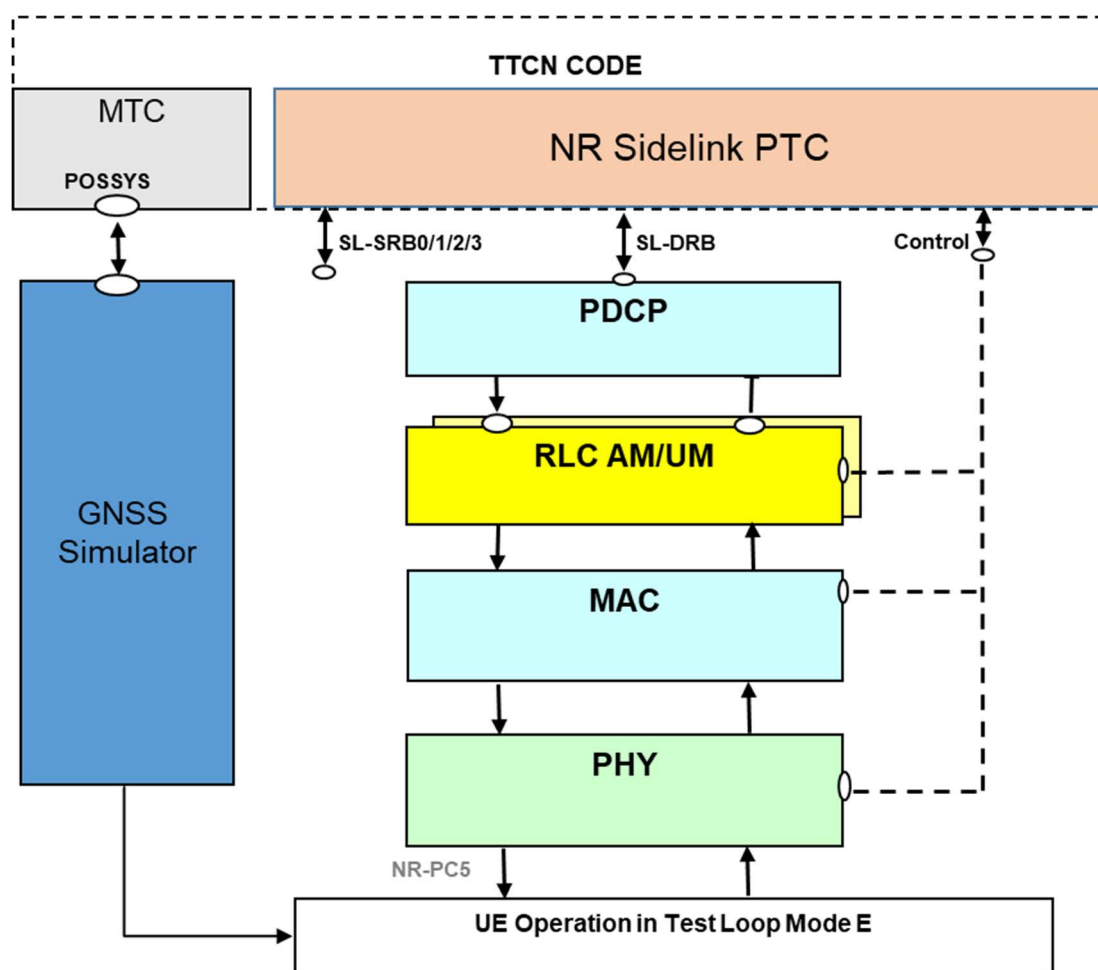 TTCN CODE
MTC
NR Sidelink PTC
POSSYS
SL-SRB0/1/2/3
SL-DRB
Control
PDCP
RLC AM/UM
GNSS
Simulator
MAC
PHY
NR-PC5
UE Operation in Test Loop Mode E